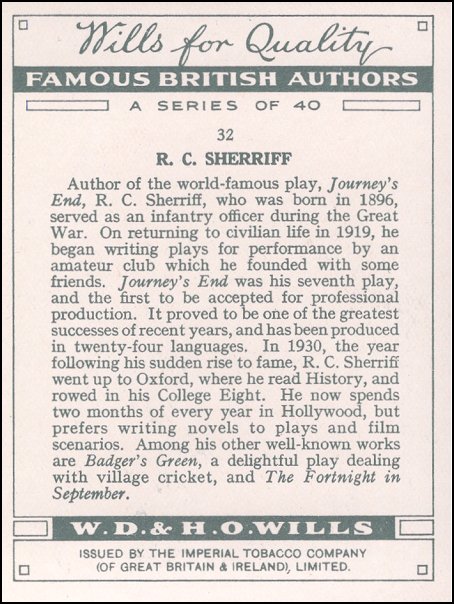 Wills for Quality
FAMOUS BRITISH AUTHORS
A SERIES OF 40
32
R. C. SHERRIFF
Author of the world-famous play, Journey's
End, R. C. Sherriff, who was born in 1896,
served as an infantry officer during the Great
War. On returning to civilian life in 1919, he
began writing plays for performance by an
amateur club which he founded with some
friends. Journey's End was his seventh play,
and the first to be accepted for professional
production. It proved to be one of the greatest
successes of recent years, and has been produced
in twenty-four languages. In 1930, the year
following his sudden rise to fame, R. C. Sherriff
went up to Oxford, where he read History, and
rowed in his College Eight. He now spends
two months of every year in Hollywood, but
prefers writing novels to plays and film
scenarios. Among his other well-known works
are Badger's Green, a delightful play dealing
with village cricket, and The Fortnight in
September.
W.D. & H.O. WILLS
ISSUED BY THE IMPERIAL TOBACCO COMPANY
(OF GREAT BRITAIN & IRELAND), LIMITED.